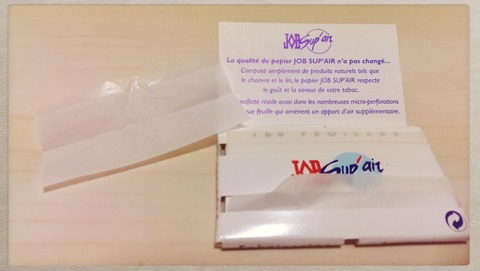 JOB Sup'air
La qualité du papier JOB SUP'AIR n'a pas changé...
Composé simplement de produits naturels tels que
le chanvre et le lin, le papier JOB SUP'AIR respecte
le goût et la saveur de votre tabac.
spécificité réside aussi dans les nombreuses micro-perforations
que feuille qui amènent un apport d'air supplémentaire.
100 FEUILLES
JOB Sup'air